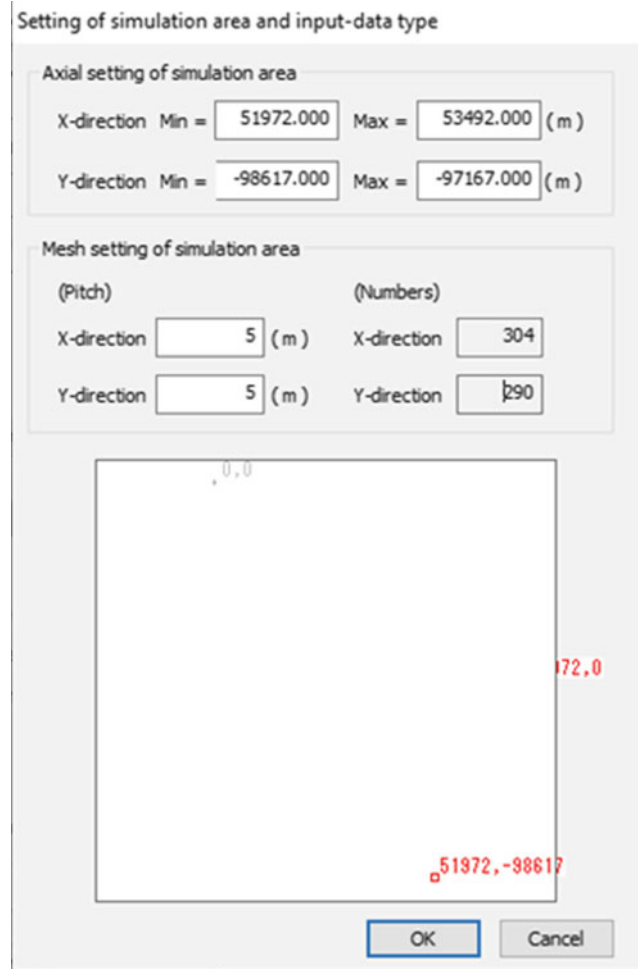 Setting of simulation area and input-data type
Axial setting of simulation area
X-direction Min = 51972.000 Max = 53492.000 (m)
Y-direction Min = -98617.000 Max = -97167.000 (m)
Mesh setting of simulation area
(Pitch) (Numbers)
X-direction 5 (m) X-direction 304
Y-direction 5 (m) Y-direction 290
0,0
972,0
51972,-98617
OK Cancel